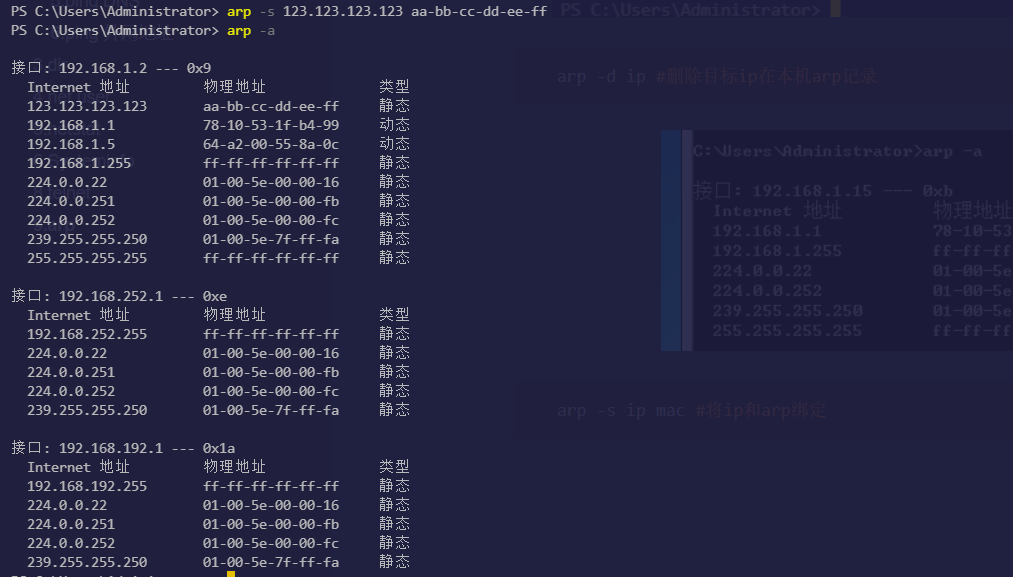 PS C:\Users\Administrator> arp -s 123.123.123.123 aa-bb-cc-dd-ee-ff
PS C:\Users\Administrator> arp -a
接口: 192.168.1.2 --- 0x9
Internet 地址 物理地址 类型
123.123.123.123 aa-bb-cc-dd-ee-ff 静态
192.168.1.1 78-10-53-1f-b4-99 动态
192.168.1.5 64-a2-00-55-8a-0c 动态
192.168.1.255 ff-ff-ff-ff-ff-ff 静态
224.0.0.22 01-00-5e-00-00-16 静态
224.0.0.251 01-00-5e-00-00-fb 静态
224.0.0.252 01-00-5e-00-00-fc 静态
239.255.255.250 01-00-5e-7f-ff-fa 静态
255.255.255.255 ff-ff-ff-ff-ff-ff 静态
接口: 192.168.252.1 --- 0xe
Internet 地址 物理地址 类型
192.168.252.255 ff-ff-ff-ff-ff-ff 静态
224.0.0.22 01-00-5e-00-00-16 静态
224.0.0.251 01-00-5e-00-00-fb 静态
224.0.0.252 01-00-5e-00-00-fc 静态
239.255.255.250 01-00-5e-7f-ff-fa 静态
接口: 192.168.192.1 --- 0x1a
Internet 地址 物理地址 类型
192.168.192.255 ff-ff-ff-ff-ff-ff 静态
224.0.0.22 01-00-5e-00-00-16 静态
224.0.0.251 01-00-5e-00-00-fb 静态
224.0.0.252 01-00-5e-00-00-fc 静态
239.255.255.250 01-00-5e-7f-ff-fa 静态
PS C:\Users\Administrator>
arp -d ip #删除目标ip在本机arp记录
C:\Users\Administrator>arp -a
接口: 192.168.1.15 --- 0xb
Internet 地址 物理地址
192.168.1.1 78-10-53
192.168.1.255 ff-ff-ff
224.0.0.22 01-00-5e
224.0.0.252 01-00-5e
239.255.255.250 01-00-5e
255.255.255.255 ff-ff-ff
arp -s ip mac #将ip和arp绑定